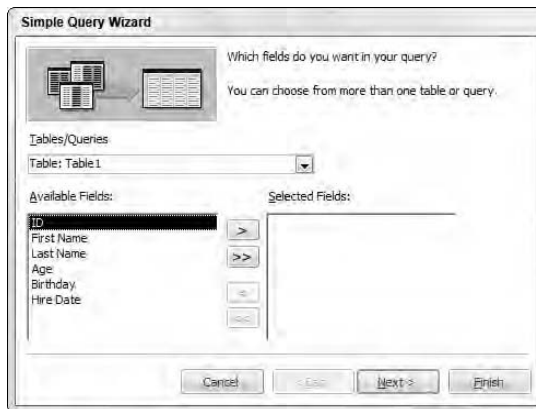 Simple Query Wizard
Which fields do you want in your query?
You can choose from more than one table or query.
Tables/Queries
Table: Table1
Available Fields:
Selected Fields:
ID
First Name
Last Name
Age
Birthday
Hire Date
>
>>
<
<<
Cancel
Next >
Finish